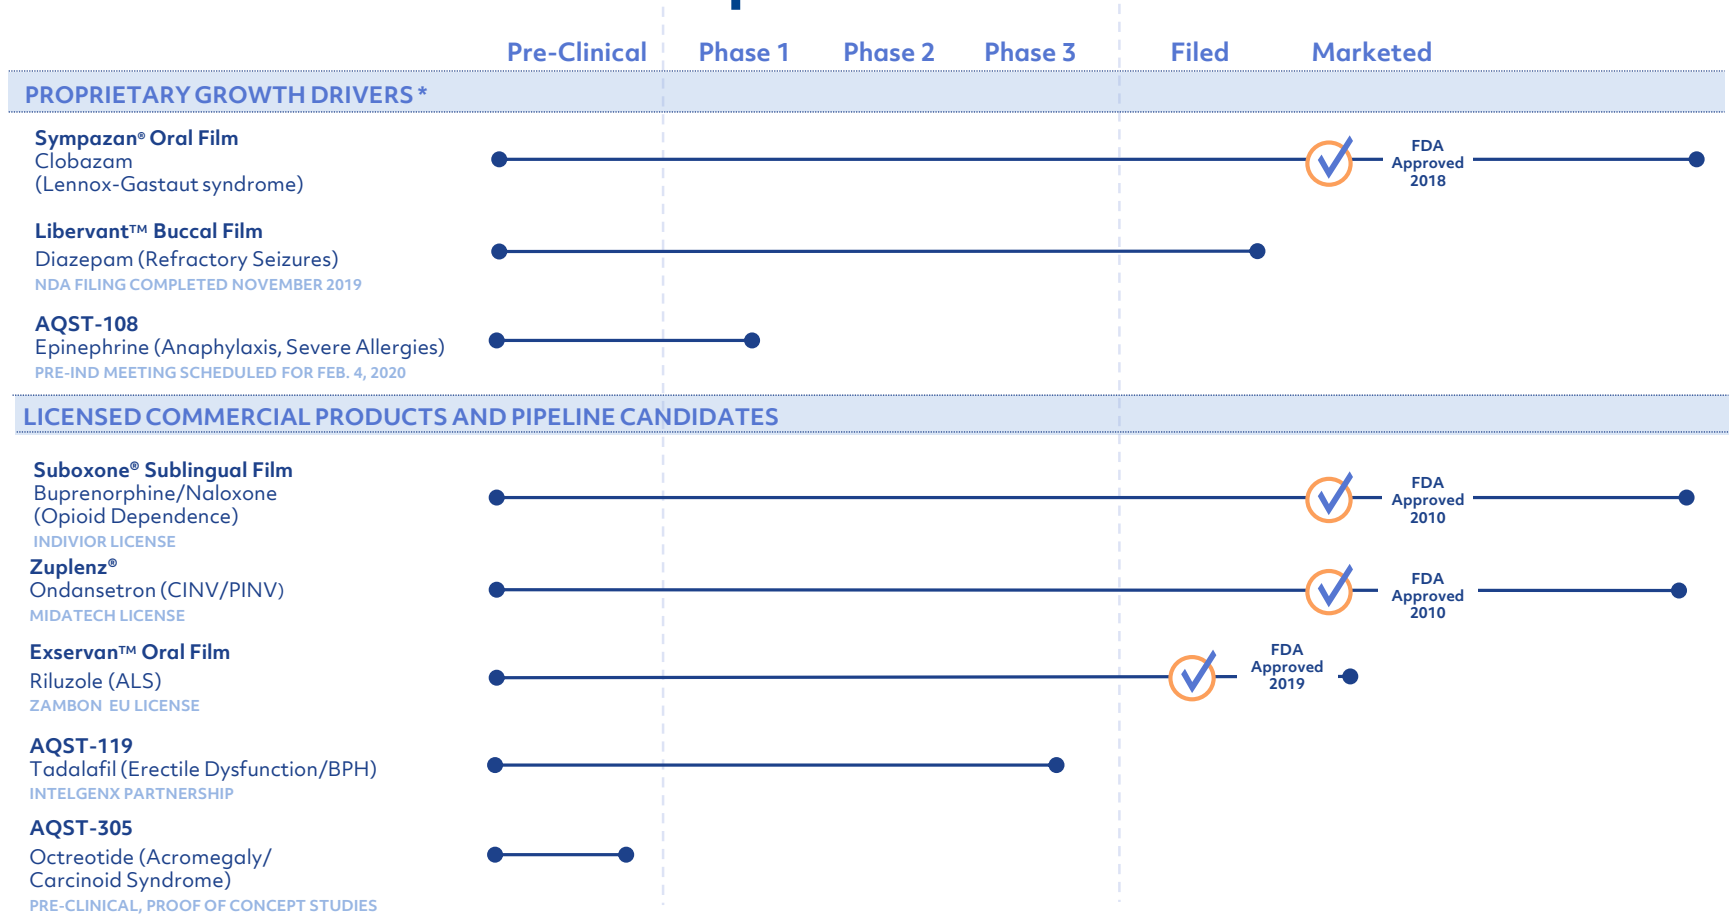 Pre-Clinical Phase 1 Phase 2 Phase 3 Filed Marketed
PROPRIETARY GROWTH DRIVERS *
Sympazan® Oral Film
Clobazam
(Lennox-Gastaut syndrome)
FDA
Approved
2018
Libervant™ Buccal Film
Diazepam (Refractory Seizures)
NDA FILING COMPLETED NOVEMBER 2019
AQST-108
Epinephrine (Anaphylaxis, Severe Allergies)
PRE-IND MEETING SCHEDULED FOR FEB. 4, 2020
LICENSED COMMERCIAL PRODUCTS AND PIPELINE CANDIDATES
Suboxone® Sublingual Film
Buprenorphine/Naloxone
(Opioid Dependence)
INDIVIOR LICENSE
FDA
Approved
2010
Zuplenz®
Ondansetron (CINV/PINV)
MIDATECH LICENSE
FDA
Approved
2010
Exservan™ Oral Film
Riluzole (ALS)
ZAMBON EU LICENSE
FDA
Approved
2019
AQST-119
Tadalafil (Erectile Dysfunction/BPH)
INTELGENX PARTNERSHIP
AQST-305
Octreotide (Acromegaly/
Carcinoid Syndrome)
PRE-CLINICAL, PROOF OF CONCEPT STUDIES